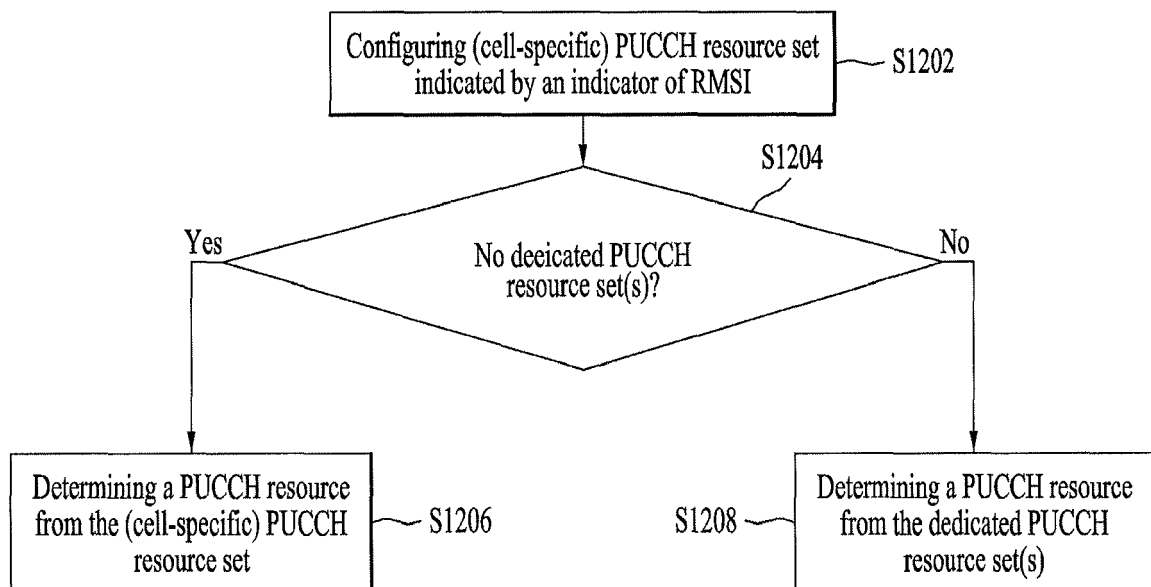 Configuring (cell-specific) PUCCH resource set
indicated by an indicator of RMSI
S1202
S1204
Yes
No deeicated PUCCH
resource set(s)?
No
Determining a PUCCH resource
from the (cell-specific) PUCCH
resource set
S1206
S1208
Determining a PUCCH resource
from the dedicated PUCCH
resource set(s)